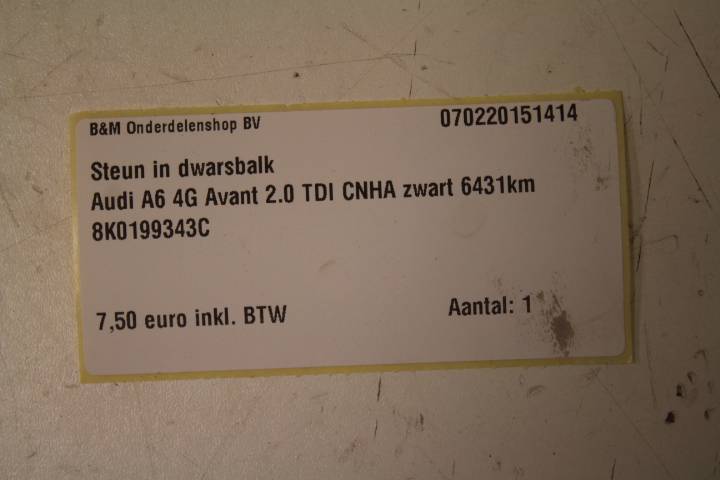 B&M Onderdelenshop BV 070220151414
Steun in dwarsbalk
Audi A6 4G Avant 2.0 TDI CNHA zwart 6431km
8K0199343C
7,50 euro inkl. BTW Aantal: 1